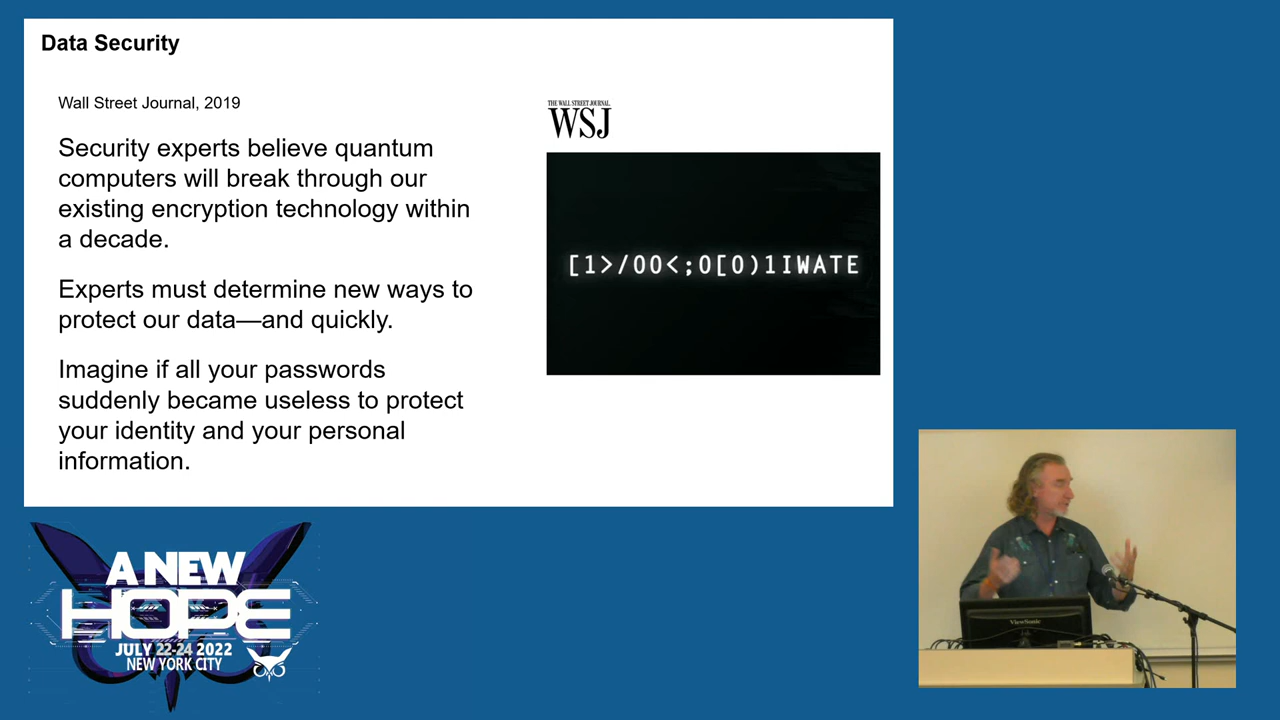 Data Security
Wall Street Journal, 2019
Security experts believe quantum
computers will break through our
existing encryption technology within
a decade.
Experts must determine new ways to
protect our data—and quickly.
Imagine if all your passwords
suddenly became useless to protect
your identity and your personal
information.
THE WALL STREET JOURNAL.
WSJ
[1>/00<;0[0)1IWATE
A NEW
HOPE
JULY 22-24 2022
NEW YORK CITY
ViewSonic